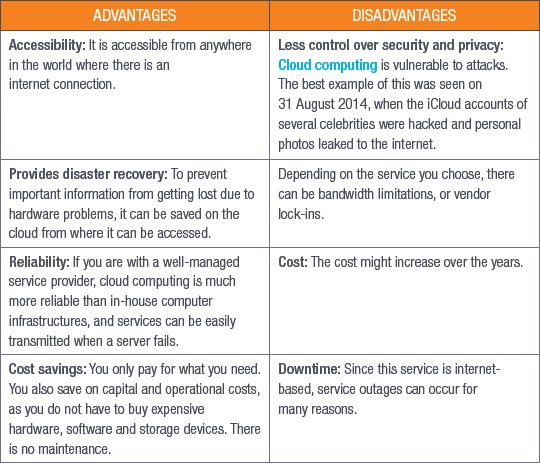 ADVANTAGES
DISADVANTAGES
Accessibility: It is accessible from anywhere
in the world where there is an
internet connection.
Less control over security and privacy:
Cloud computing is vulnerable to attacks.
The best example of this was seen on
31 August 2014, when the iCloud accounts of
several celebrities were hacked and personal
photos leaked to the internet.
Provides disaster recovery: To prevent
important information from getting lost due to
hardware problems, it can be saved on the
cloud from where it can be accessed.
Depending on the service you choose, there
can be bandwidth limitations, or vendor
lock-ins.
Reliability: If you are with a well-managed
service provider, cloud computing is much
more reliable than in-house computer
infrastructures, and services can be easily
transmitted when a server fails.
Cost: The cost might increase over the years.
Cost savings: You only pay for what you need.
You also save on capital and operational costs,
as you do not have to buy expensive
hardware, software and storage devices. There
is no maintenance.
Downtime: Since this service is internet-
based, service outages can occur for
many reasons.